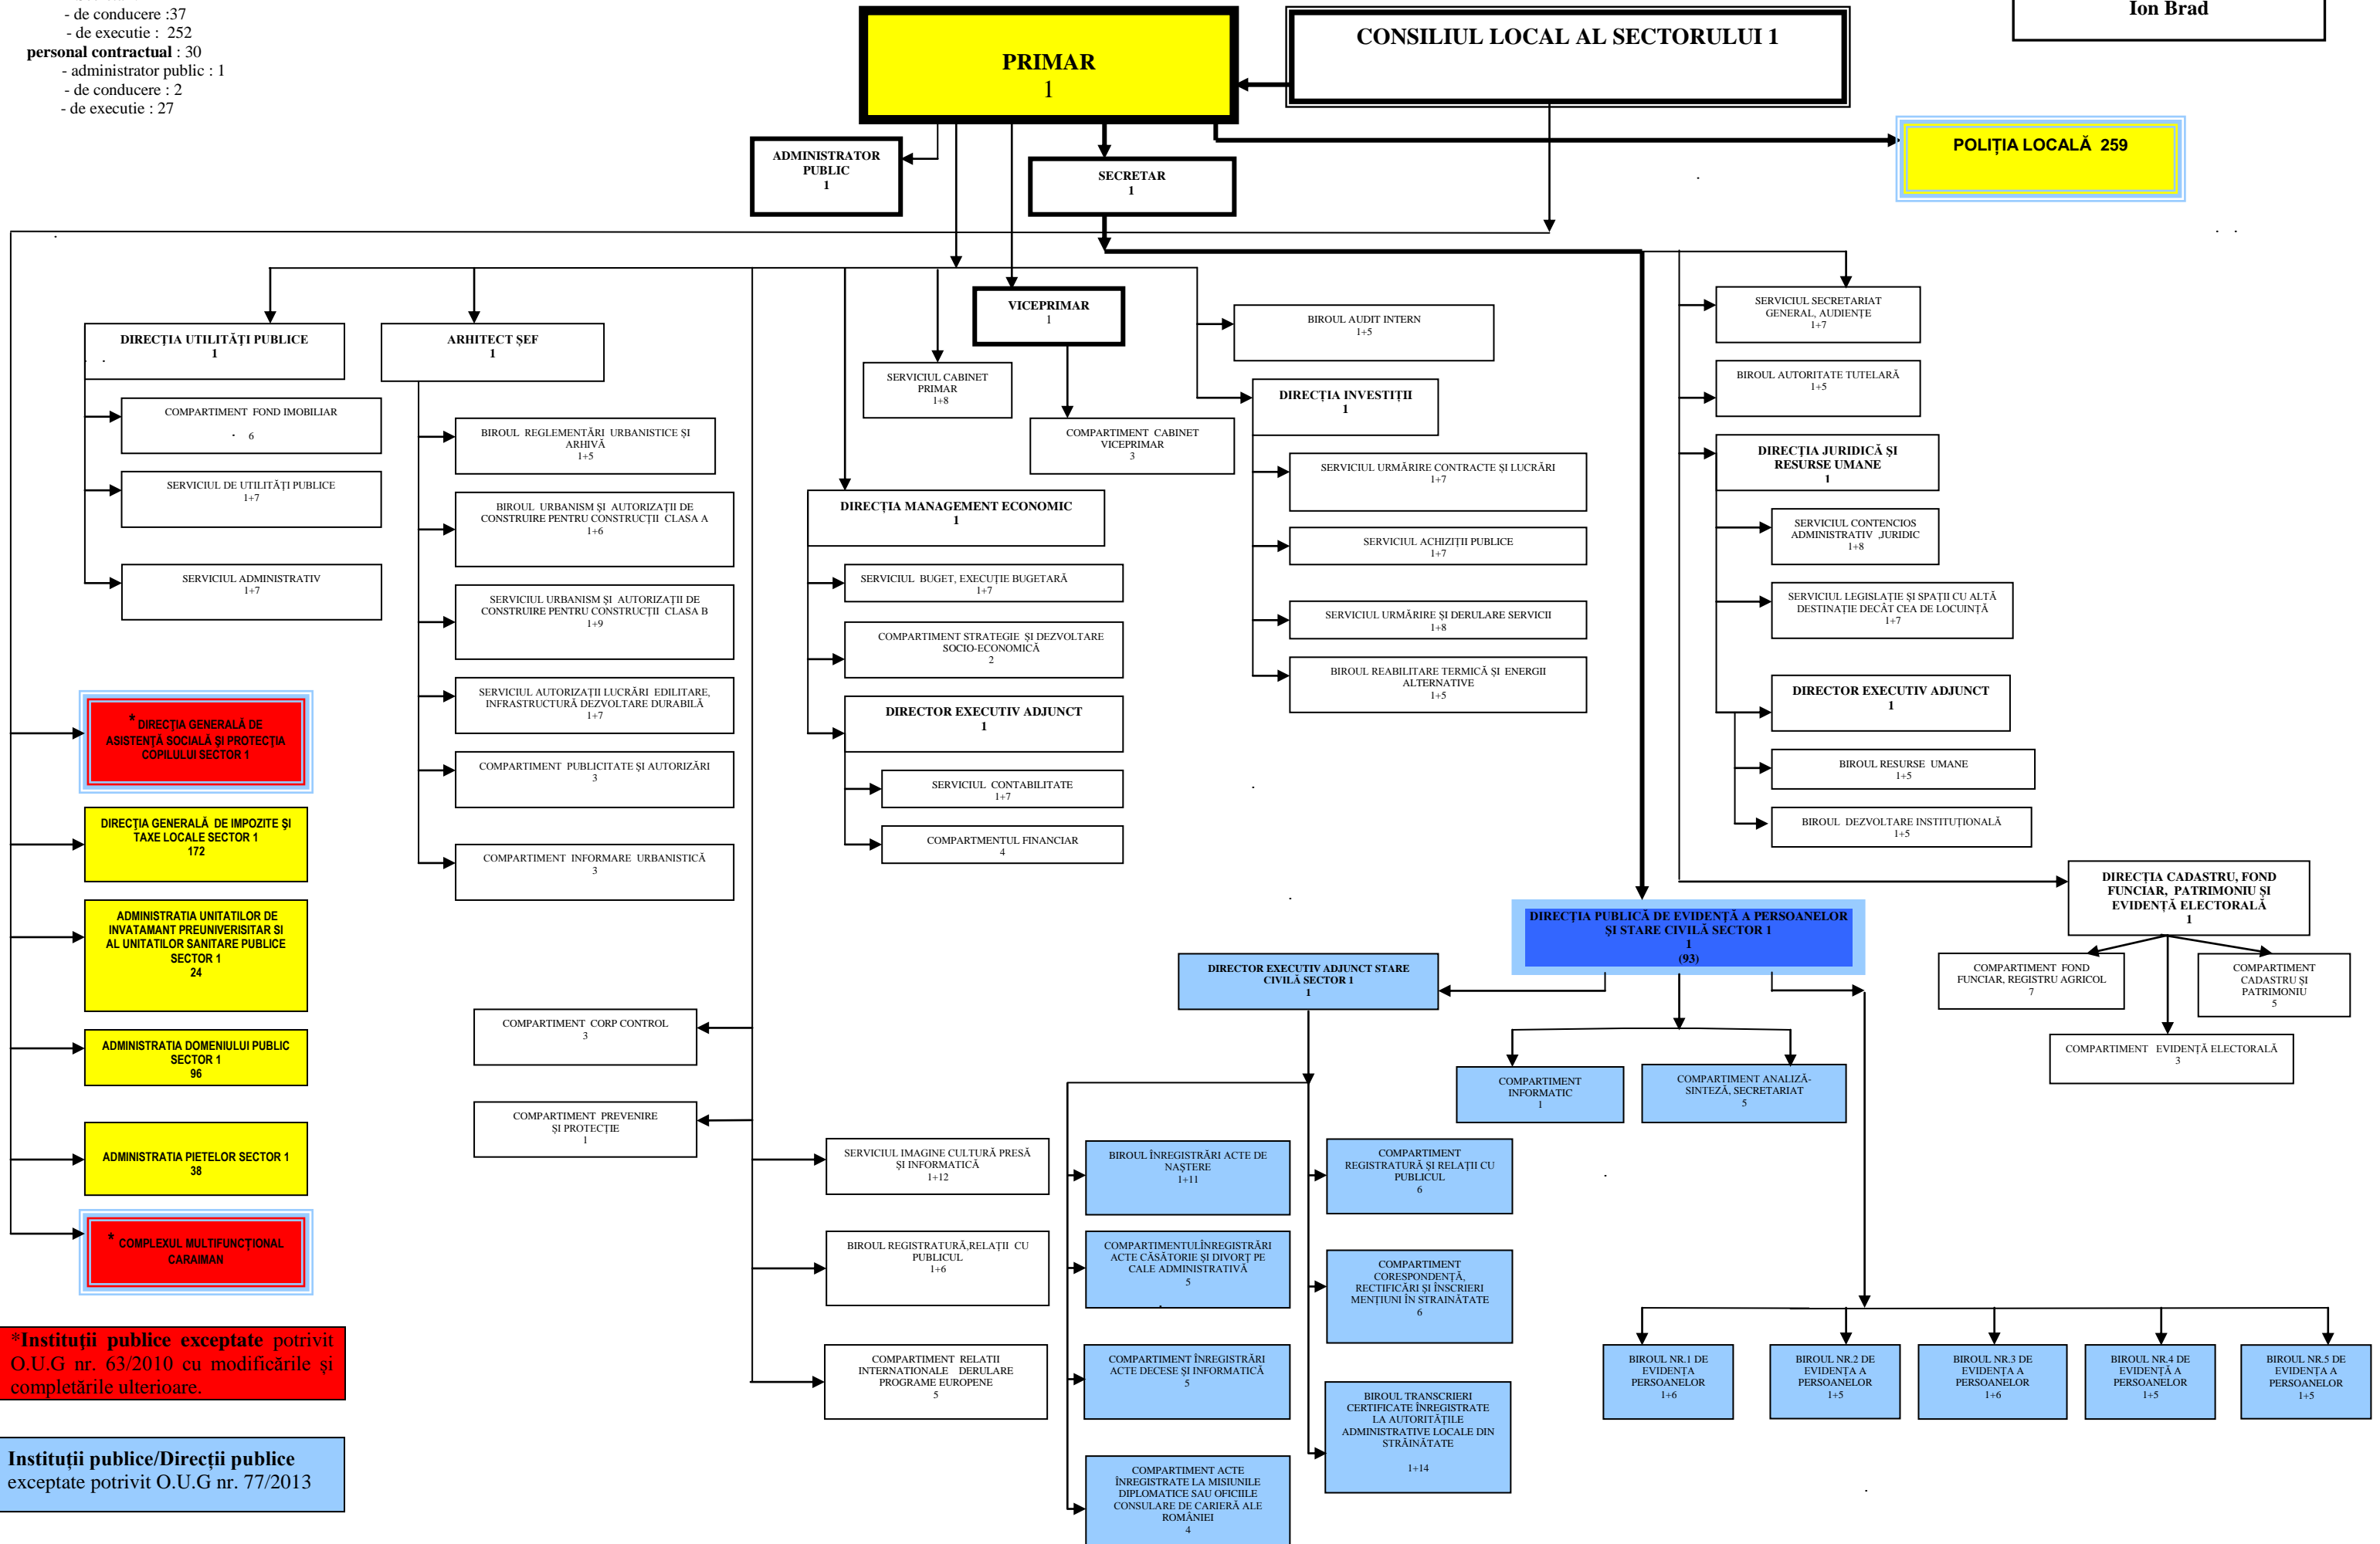 - de conducere :37
- de executie : 252
personal contractual : 30
- administrator public : 1
- de conducere : 2
- de executie : 27
Ion Brad
PRIMAR
1
CONSILIUL LOCAL AL SECTORULUI 1
POLIȚIA LOCALĂ 259
ADMINISTRATOR
PUBLIC
1
SECRETAR
1
VICEPRIMAR
1
DIRECȚIA UTILITĂȚI PUBLICE
1
COMPARTIMENT FOND IMOBILIAR
6
SERVICIUL DE UTILITĂȚI PUBLICE
1+7
SERVICIUL ADMINISTRATIV
1+7
ARHITECT ȘEF
1
BIROUL REGLEMENTĂRI URBANISTICE ȘI
ARHIVĂ
1+5
BIROUL URBANISM ȘI AUTORIZAȚII DE
CONSTRUIRE PENTRU CONSTRUCȚII CLASA A
1+6
SERVICIUL URBANISM ȘI AUTORIZAȚII DE
CONSTRUIRE PENTRU CONSTRUCȚII CLASA B
1+9
SERVICIUL AUTORIZAȚII LUCRĂRI EDILITARE,
INFRASTRUCTURĂ DEZVOLTARE DURABILĂ
1+7
COMPARTIMENT PUBLICITATE ȘI AUTORIZĂRI
3
COMPARTIMENT INFORMARE URBANISTICĂ
3
SERVICIUL CABINET
PRIMAR
1+8
COMPARTIMENT CABINET
VICEPRIMAR
3
DIRECȚIA MANAGEMENT ECONOMIC
1
SERVICIUL BUGET, EXECUȚIE BUGETARĂ
1+7
COMPARTIMENT STRATEGIE ȘI DEZVOLTARE
SOCIO-ECONOMICĂ
2
DIRECTOR EXECUTIV ADJUNCT
1
SERVICIUL CONTABILITATE
1+7
COMPARTMENTUL FINANCIAR
4
BIROUL AUDIT INTERN
1+5
DIRECȚIA INVESTIȚII
1
SERVICIUL URMĂRIRE CONTRACTE ȘI LUCRĂRI
1+7
SERVICIUL ACHIZIȚII PUBLICE
1+7
SERVICIUL URMĂRIRE ȘI DERULARE SERVICII
1+8
BIROUL REABILITARE TERMICĂ ȘI ENERGII
ALTERNATIVE
1+5
SERVICIUL SECRETARIAT
GENERAL, AUDIENȚE
1+7
BIROUL AUTORITATE TUTELARĂ
1+5
DIRECȚIA JURIDICĂ ȘI
RESURSE UMANE
1
SERVICIUL CONTENCIOS
ADMINISTRATIV ,JURIDIC
1+8
SERVICIUL LEGISLAȚIE ȘI SPAȚII CU ALTĂ
DESTINAȚIE DECÂT CEA DE LOCUINȚĂ
1+7
DIRECTOR EXECUTIV ADJUNCT
1
BIROUL RESURSE UMANE
1+5
BIROUL DEZVOLTARE INSTITUȚIONALĂ
1+5
DIRECȚIA CADASTRU, FOND
FUNCIAR, PATRIMONIU ȘI
EVIDENȚĂ ELECTORALĂ
1
COMPARTIMENT FOND
FUNCIAR, REGISTRU AGRICOL
7
COMPARTIMENT
CADASTRU ȘI
PATRIMONIU
5
COMPARTIMENT EVIDENȚĂ ELECTORALĂ
3
* DIRECȚIA GENERALĂ DE
ASISTENȚĂ SOCIALĂ ȘI PROTECȚIA
COPILULUI SECTOR 1
DIRECȚIA GENERALĂ DE IMPOZITE ȘI
TAXE LOCALE SECTOR 1
172
ADMINISTRATIA UNITATILOR DE
INVATAMANT PREUNIVERISITAR SI
AL UNITATILOR SANITARE PUBLICE
SECTOR 1
24
ADMINISTRATIA DOMENIULUI PUBLIC
SECTOR 1
96
ADMINISTRATIA PIETELOR SECTOR 1
38
* COMPLEXUL MULTIFUNCȚIONAL
CARAIMAN
COMPARTIMENT CORP CONTROL
3
COMPARTIMENT PREVENIRE
ȘI PROTECȚIE
1
SERVICIUL IMAGINE CULTURĂ PRESĂ
ȘI INFORMATICĂ
1+12
BIROUL REGISTRATURĂ,RELAȚII CU
PUBLICUL
1+6
COMPARTIMENT RELATII
INTERNATIONALE DERULARE
PROGRAME EUROPENE
5
DIRECȚIA PUBLICĂ DE EVIDENȚĂ A PERSOANELOR
ȘI STARE CIVILĂ SECTOR 1
1
(93)
DIRECTOR EXECUTIV ADJUNCT STARE
CIVILĂ SECTOR 1
1
COMPARTIMENT
INFORMATIC
1
COMPARTIMENT ANALIZĂ-
SINTEZĂ, SECRETARIAT
5
BIROUL ÎNREGISTRĂRI ACTE DE
NAȘTERE
1+11
COMPARTIMENTULÎNREGISTRĂRI
ACTE CĂSĂTORIE ȘI DIVORȚ PE
CALE ADMINISTRATIVĂ
5
COMPARTIMENT ÎNREGISTRĂRI
ACTE DECESE ȘI INFORMATICĂ
5
COMPARTIMENT ACTE
ÎNREGISTRATE LA MISIUNILE
DIPLOMATICE SAU OFICIILE
CONSULARE DE CARIERĂ ALE
ROMÂNIEI
4
COMPARTIMENT
REGISTRATURĂ ȘI RELAȚII CU
PUBLICUL
6
COMPARTIMENT
CORESPONDENȚĂ,
RECTIFICĂRI ȘI ÎNSCRIERI
MENȚIUNI ÎN STRAINĂTATE
6
BIROUL TRANSCRIERI
CERTIFICATE ÎNREGISTRATE
LA AUTORITĂȚILE
ADMINISTRATIVE LOCALE DIN
STRĂINĂTATE
1+14
BIROUL NR.1 DE
EVIDENȚA
PERSOANELOR
1+6
BIROUL NR.2 DE
EVIDENȚA A
PERSOANELOR
1+5
BIROUL NR.3 DE
EVIDENȚA A
PERSOANELOR
1+6
BIROUL NR.4 DE
EVIDENȚĂ A
PERSOANELOR
1+5
BIROUL NR.5 DE
EVIDENȚA A
PERSOANELOR
1+5
*Instituții publice exceptate potrivit
O.U.G nr. 63/2010 cu modificările și
completările ulterioare.
Instituții publice/Direcții publice
exceptate potrivit O.U.G nr. 77/2013